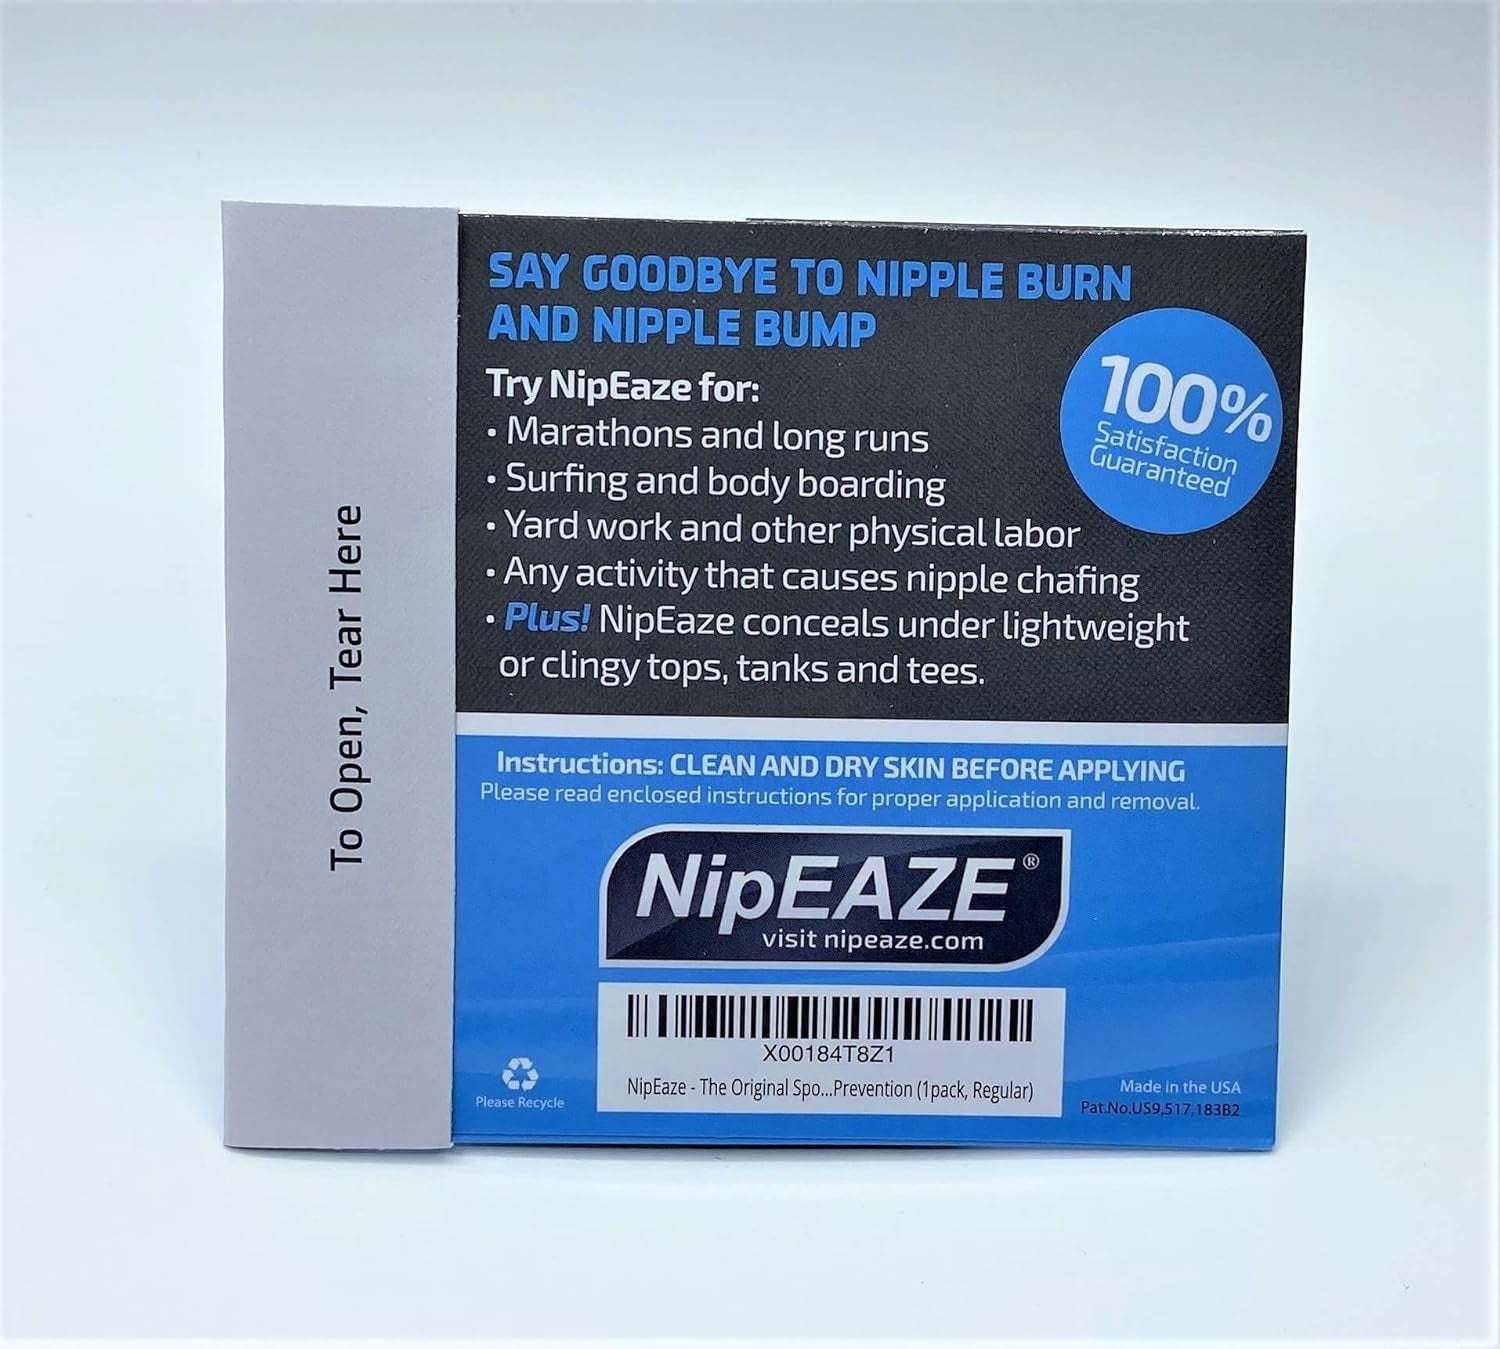 To Open, Tear Here
SAY GOODBYE TO NIPPLE BURN
AND NIPPLE BUMP
Try NipEaze for:
• Marathons and long runs
• Surfing and body boarding
• Yard work and other physical labor
• Any activity that causes nipple chafing
• Plus! NipEaze conceals under lightweight
or clingy tops, tanks and tees.
100%
Satisfaction
Guaranteed
Instructions: CLEAN AND DRY SKIN BEFORE APPLYING
Please read enclosed instructions for proper application and removal.
NipEAZE®
visit nipeaze.com
X00184T8Z1
NipEaze - The Original Spo...Prevention (1pack, Regular)
Please Recycle
Made in the USA
Pat.No.US9,517,183B2